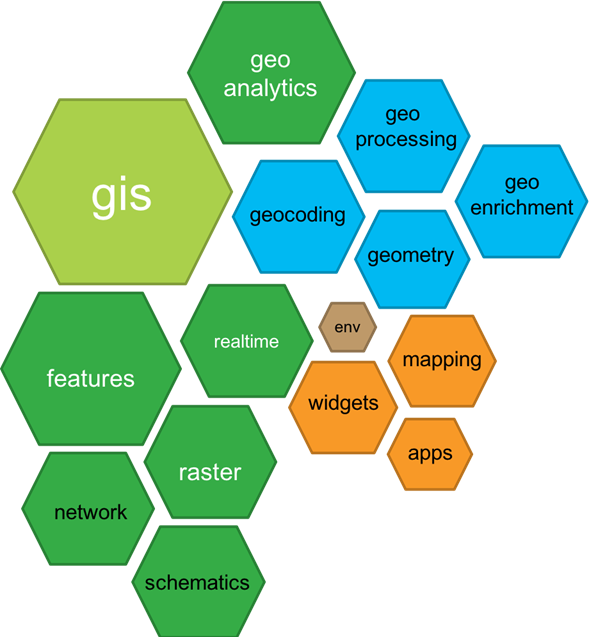 geo
analytics
geo
processing
gis
geo
enrichment
geocoding
geometry
env
realtime
mapping
features
widgets
apps
raster
network
schematics